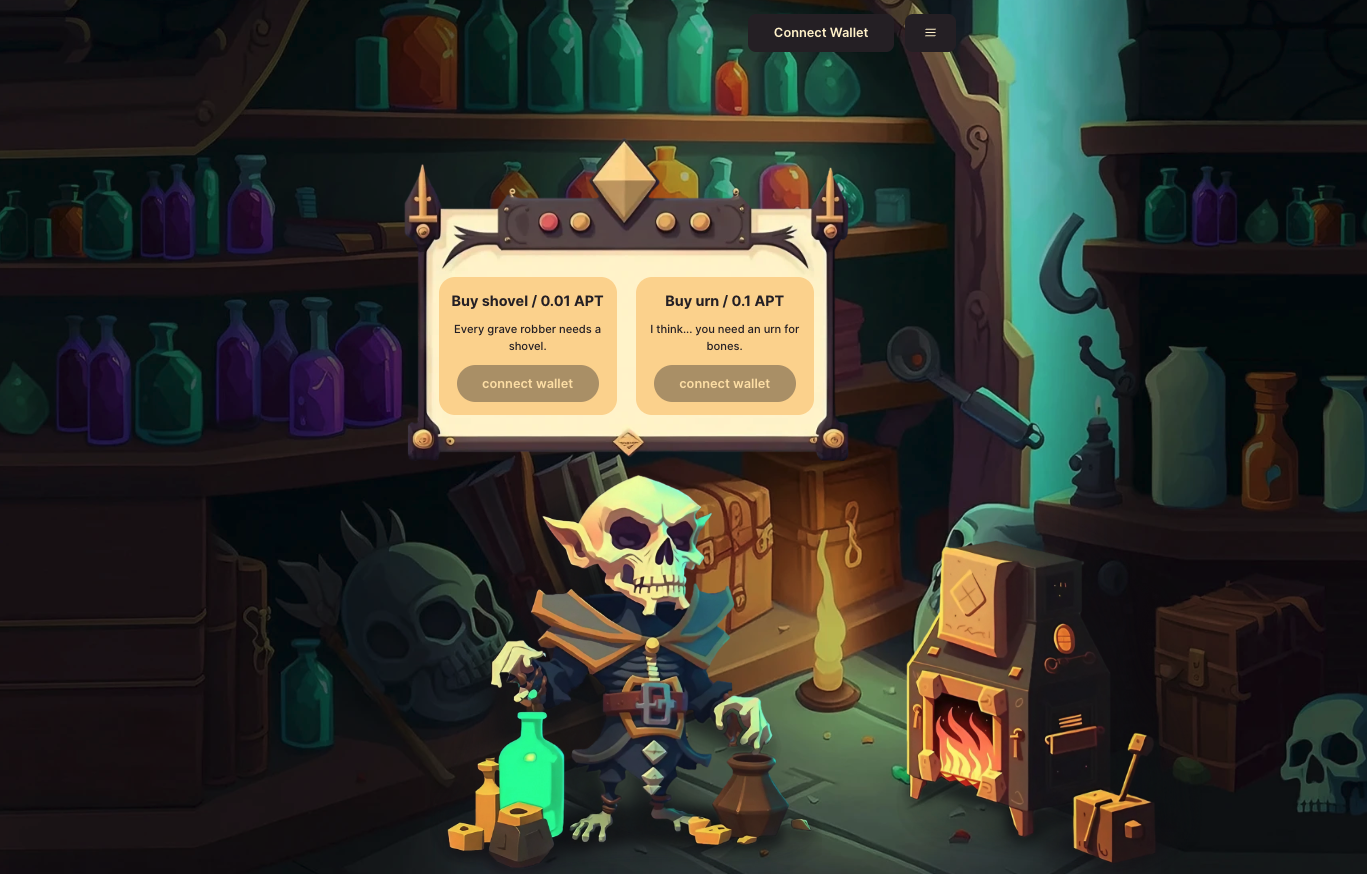 Connect Wallet
Buy shovel / 0.01 APT
Every grave robber needs a
shovel.
connect wallet
Buy urn / 0.1 APT
I think... you need an urn for
bones.
connect wallet